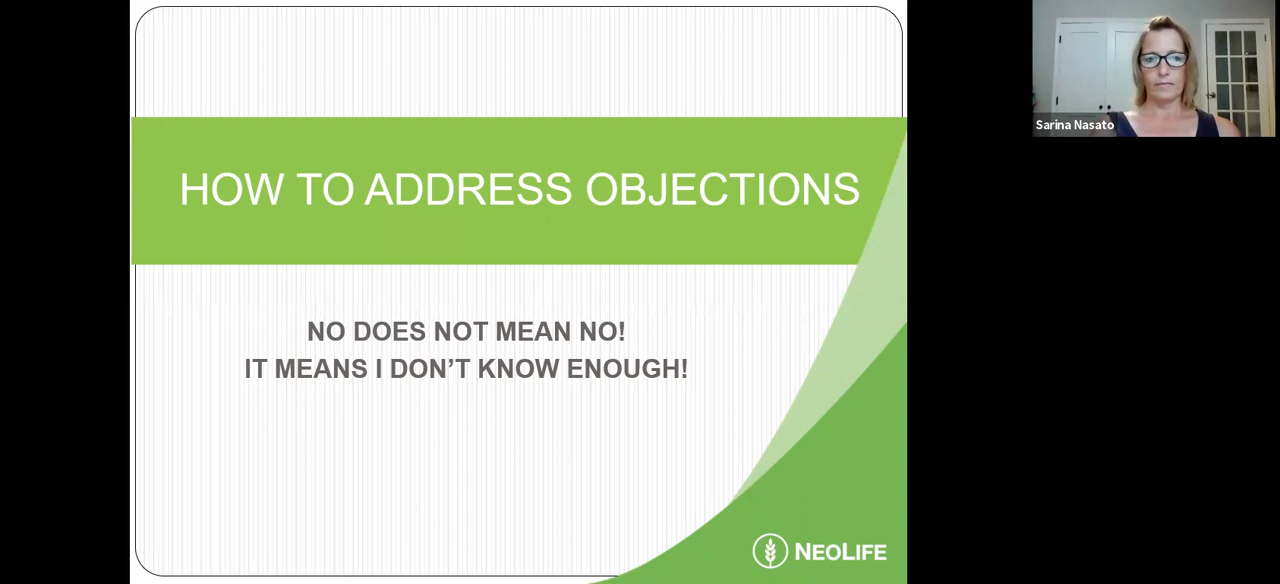 HOW TO ADDRESS OBJECTIONS
NO DOES NOT MEAN NO!
IT MEANS I DON’T KNOW ENOUGH!
NEOLIFE
Sarina Nasato